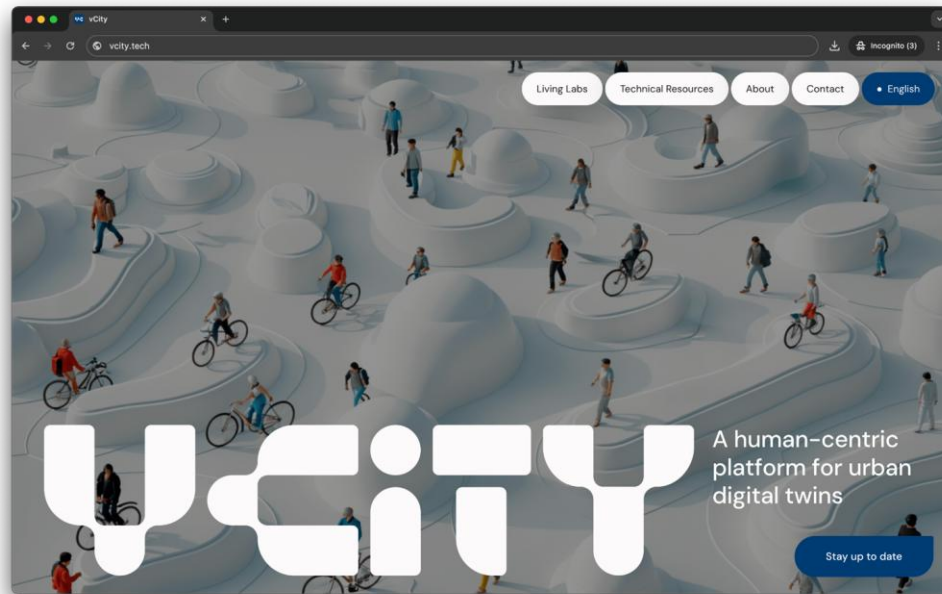 vCity
vcity.tech
Incognito (3)
Living Labs
Technical Resources
About
Contact
English
VCiTY
A human-centric
platform for urban
digital twins
Stay up to date